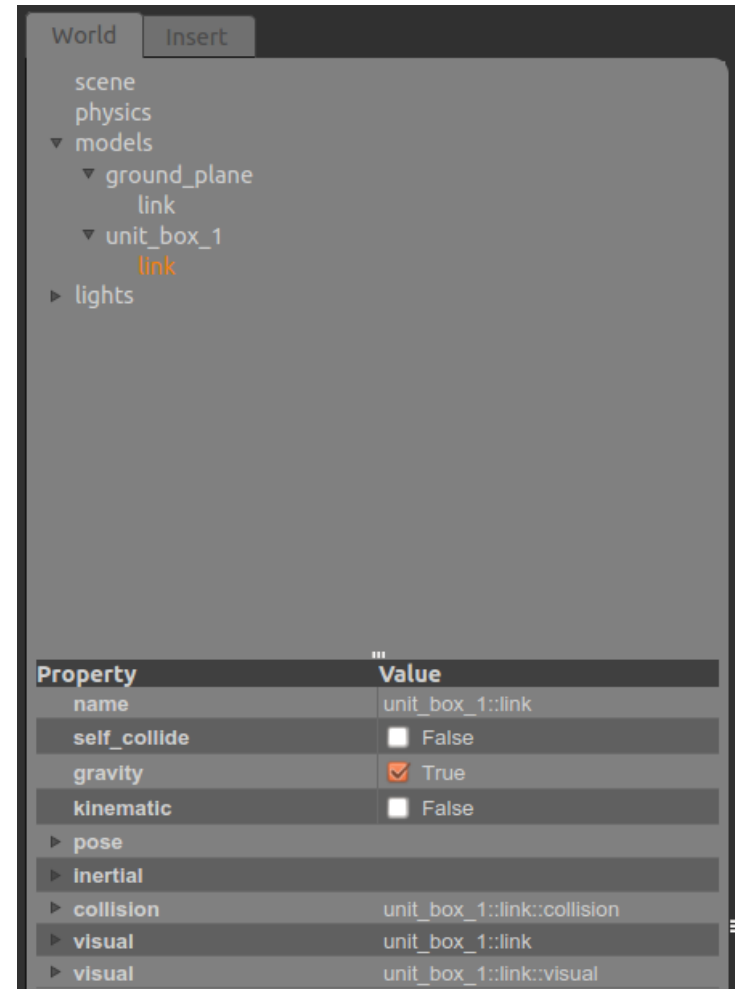 World Insert
scene
physics
models
ground_plane
link
unit_box_1
link
lights
Property Value
name unit_box_1::link
self_collide False
gravity True
kinematic False
pose
inertial
collision unit_box_1::link::collision
visual unit_box_1::link
visual unit_box_1::link::visual